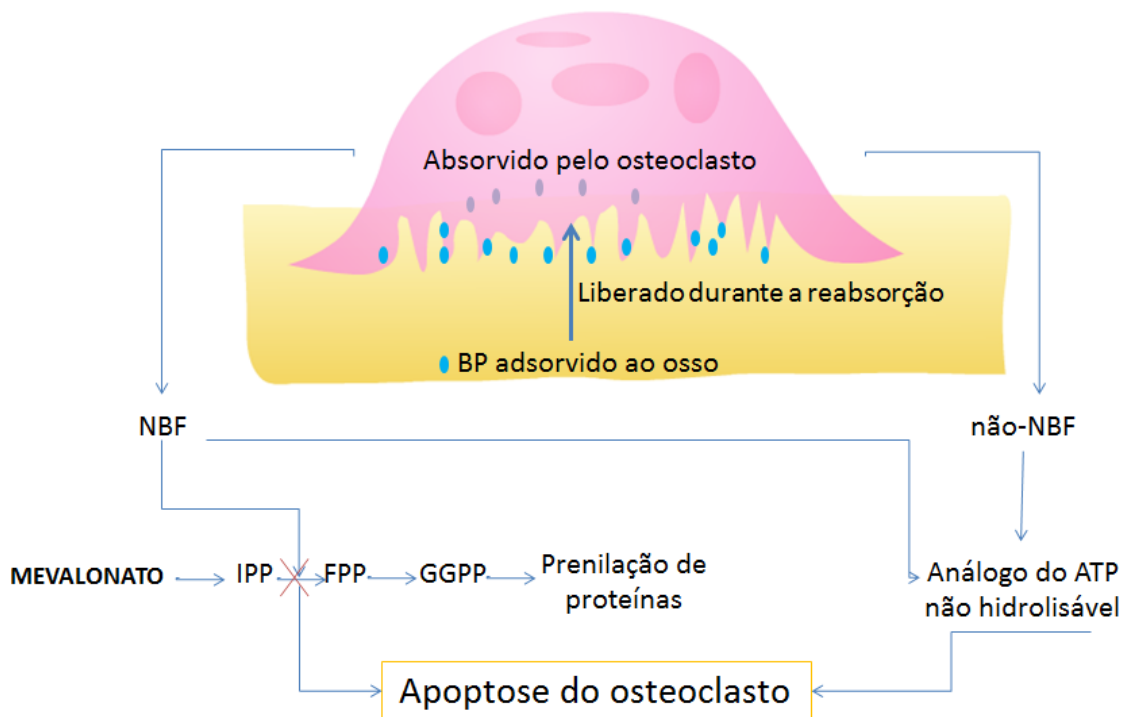 Absorvido pelo osteoclasto
Liberado durante a reabsorção
BP adsorvido ao osso
NBF
não-NBF
MEVALONATO
IPP
FPP
GGPP
Prenilação de
proteínas
Análogo do ATP
não hidrolisável
Apoptose do osteoclasto